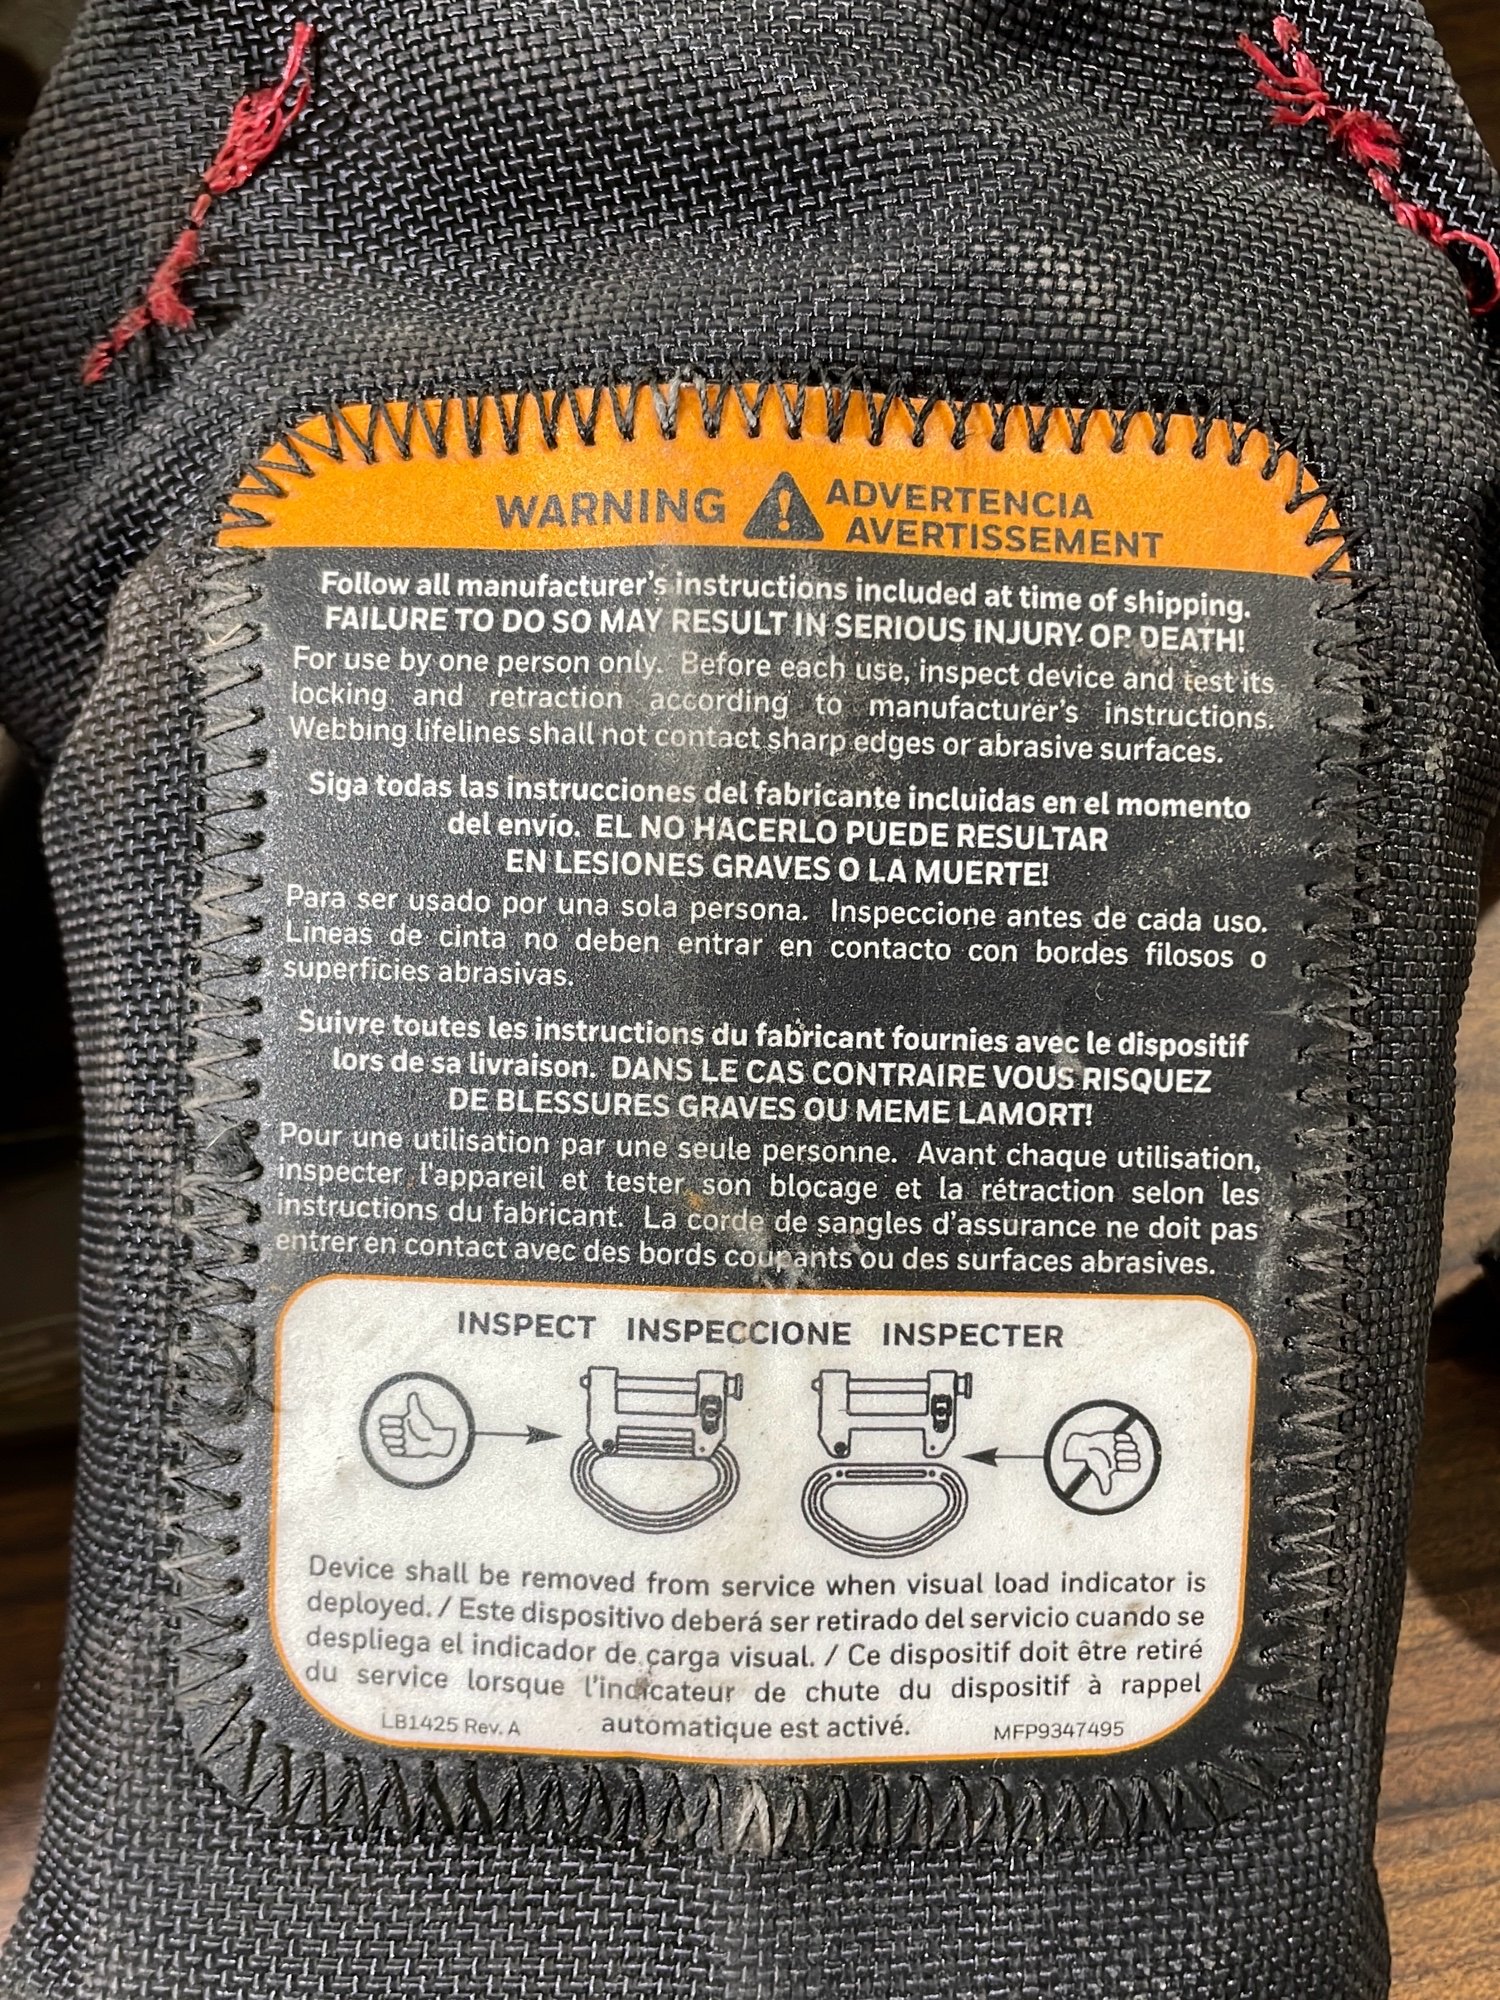 WARNING
ADVERTENCIA
AVERTISSEMENT
Follow all manufacturer's instructions included at time of shipping.
FAILURE TO DO SO MAY RESULT IN SERIOUS INJURY OR DEATH!
For use by one person only. Before each use, inspect device and test its
locking and retraction according to manufacturer's instructions.
Webbing lifelines shall not contact sharp edges or abrasive surfaces.
Siga todas las instrucciones del fabricante incluidas en el momento
del envío. EL NO HACERLO PUEDE RESULTAR
EN LESIONES GRAVES O LA MUERTE!
Para ser usado por una sola persona. Inspeccione antes de cada uso.
Lineas de cinta no deben entrar en contacto con bordes filosos o
superficies abrasivas.
Suivre toutes les instructions du fabricant fournies avec le dispositif
lors de sa livraison. DANS LE CAS CONTRAIRE VOUS RISQUEZ
DE BLESSURES GRAVES OU MEME LAMORT!
Pour une utilisation par une seule personne. Avant chaque utilisation,
inspecter l'appareil et tester son blocage et la rétraction selon les
instructions du fabricant. La corde de sangles d'assurance ne doit pas
entrer en contact avec des bords coupants ou des surfaces abrasives.
INSPECT INSPECCIONE INSPECTER
Device shall be removed from service when visual load indicator is
deployed. / Este dispositivo deberá ser retirado del servicio cuando se
despliega el indicador de carga visual. / Ce dispositif doit être retiré
du service lorsque l'indicateur de chute du dispositif à rappel
automatique est activé.
LB1425 Rev. A
MFP9347495